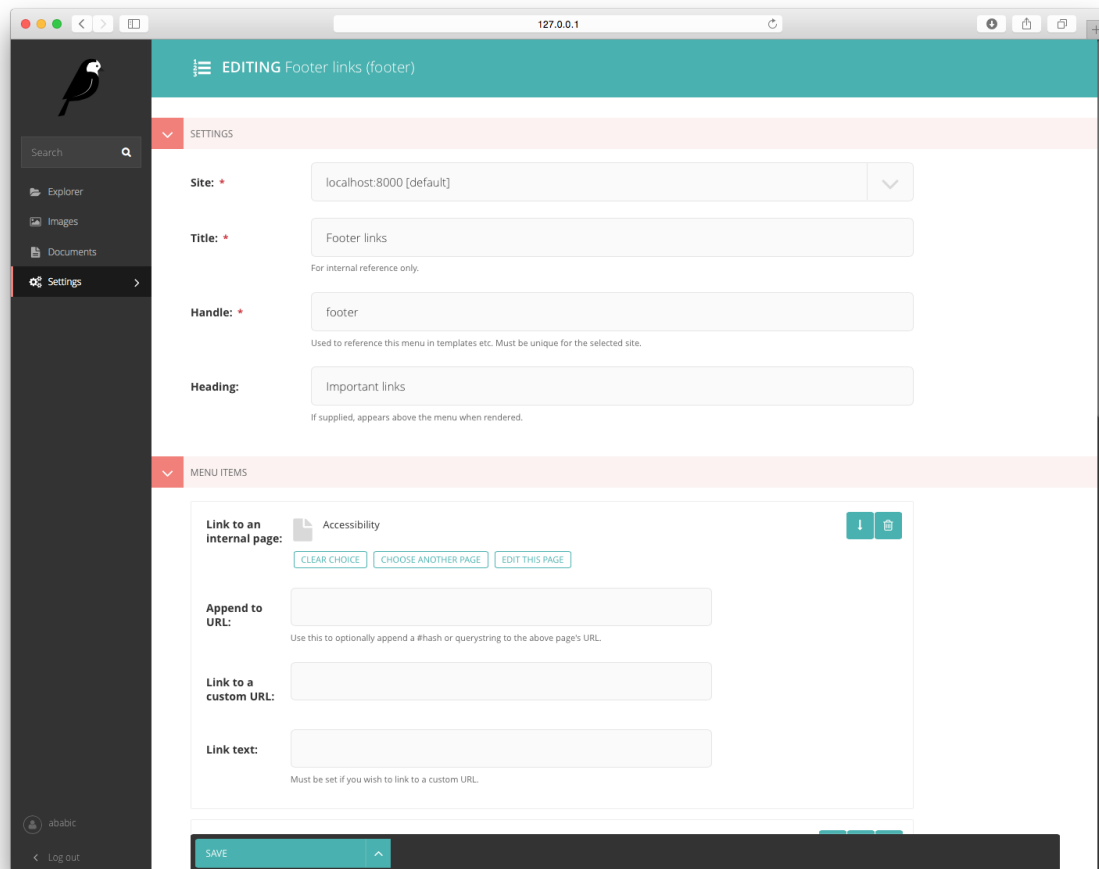 127.0.0.1
EDITING Footer links (footer)
Search
Explorer
Images
Documents
Settings
SETTINGS
Site: *
localhost:8000 [default]
Title: *
Footer links
For internal reference only.
Handle: *
footer
Used to reference this menu in templates etc. Must be unique for the selected site.
Heading:
Important links
If supplied, appears above the menu when rendered.
MENU ITEMS
Link to an
internal page:
Accessibility
CLEAR CHOICE
CHOOSE ANOTHER PAGE
EDIT THIS PAGE
Append to
URL:
Use this to optionally append a #hash or querystring to the above page's URL.
Link to a
custom URL:
Link text:
Must be set if you wish to link to a custom URL.
ababic
Log out
SAVE